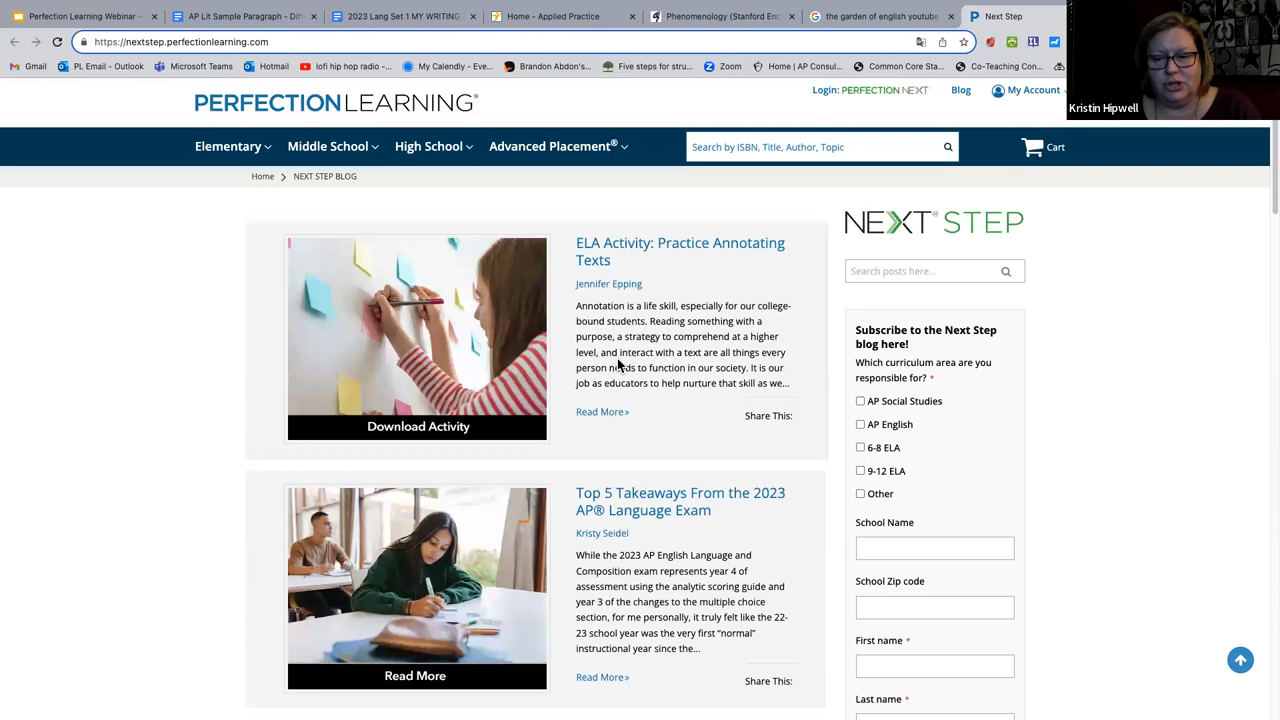 Perfection Learning Webinar -
AP Lit Sample Paragraph - Diff
2023 Lang Set 1 MY WRITING
Home - Applied Practice
Phenomenology (Stanford Enc
the garden of english youtube
Next Step
https://nextstep.perfectionlearning.com
Gmail
PL Email - Outlook
Microsoft Teams
Hotmail
lofi hip hop radio -...
My Calendly - Eve...
Brandon Abdon's...
Five steps for stru...
Zoom
Home | AP Consul...
Common Core Sta...
Co-Teaching Con...
Kristin Hipwell
PERFECTION LEARNING®
Login: PERFECTION NEXT®
Blog
My Account
Elementary
Middle School
High School
Advanced Placement®
Search by ISBN, Title, Author, Topic
Cart
Home > NEXT STEP BLOG
ELA Activity: Practice Annotating
Texts
Jennifer Epping
Annotation is a life skill, especially for our college-
bound students. Reading something with a
purpose, a strategy to comprehend at a higher
level, and interact with a text are all things every
person needs to function in our society. It is our
job as educators to help nurture that skill as we...
Read More»
Share This:
Download Activity
Top 5 Takeaways From the 2023
AP® Language Exam
Kristy Seidel
While the 2023 AP English Language and
Composition exam represents year 4 of
assessment using the analytic scoring guide and
year 3 of the changes to the multiple choice
section, for me personally, it truly felt like the 22-
23 school year was the very first “normal”
instructional year since the...
Read More»
Share This:
Read More
NEXT® STEP
Search posts here...
Subscribe to the Next Step
blog here!
Which curriculum area are you
responsible for? *
AP Social Studies
AP English
6-8 ELA
9-12 ELA
Other
School Name
School Zip code
First name *
Last name *